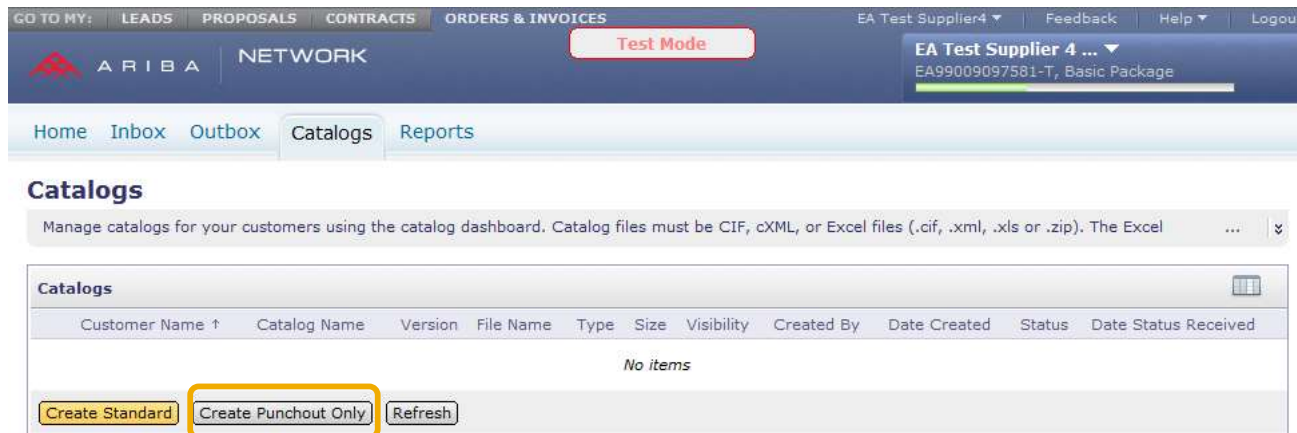 GO TO MY: LEADS PROPOSALS CONTRACTS ORDERS & INVOICES EA Test Supplier4 ▾ Feedback Help ▾ Logou
Test Mode
ARIBA NETWORK
EA Test Supplier 4 ... ▾
EA99009097581-T, Basic Package
Home Inbox Outbox Catalogs Reports
Catalogs
Manage catalogs for your customers using the catalog dashboard. Catalog files must be CIF, cXML, or Excel files (.cif, .xml, .xls or .zip). The Excel ...
Catalogs
Customer Name ↑ Catalog Name Version File Name Type Size Visibility Created By Date Created Status Date Status Received
No items
Create Standard Create Punchout Only Refresh